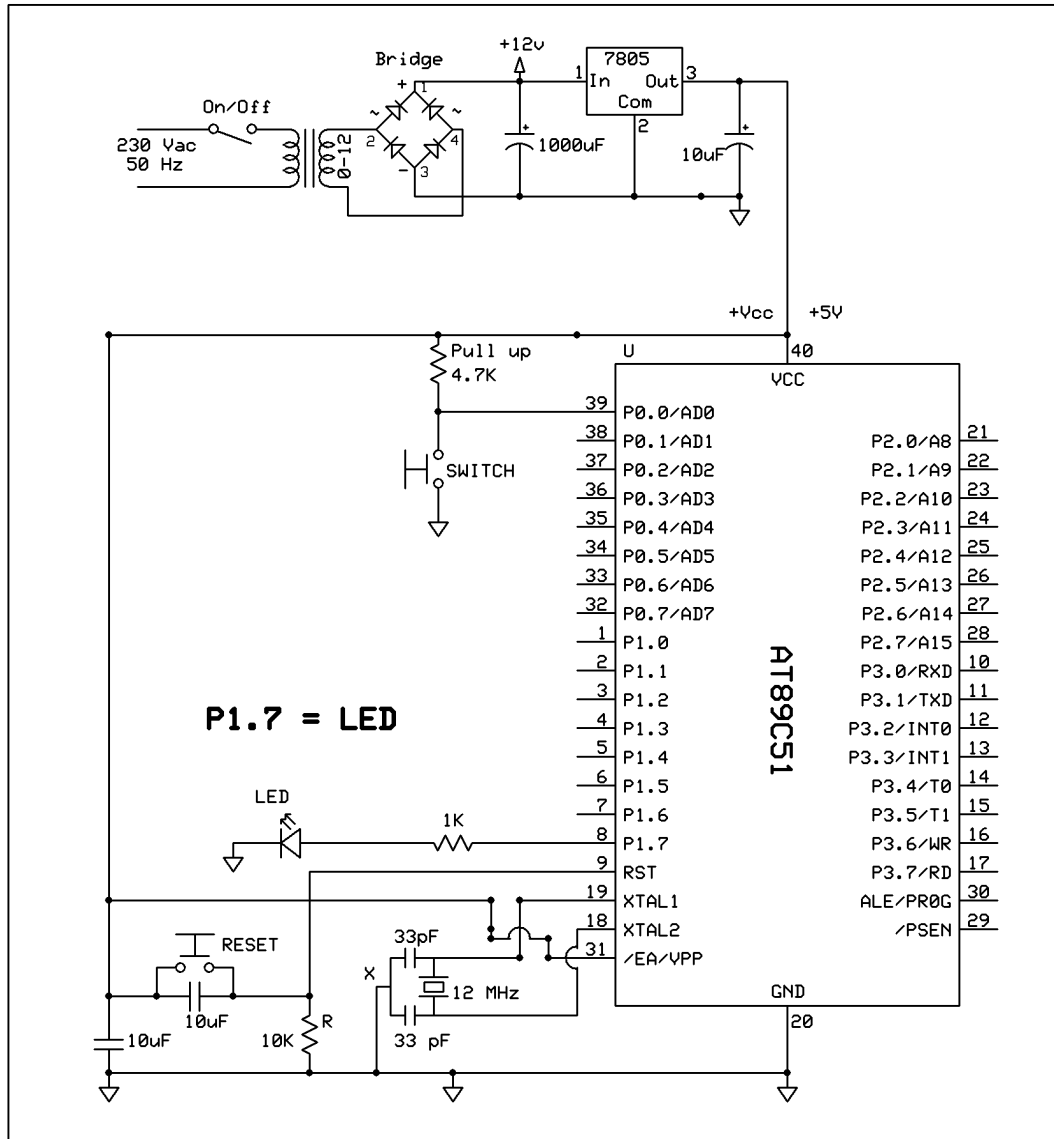 +12v
Bridge
7805
1
In
Out
3
Com
2
+
1
~
~
2
4
-
3
On/Off
230 Vac
50 Hz
0-12
+
1000uF
+
10uF
+Vcc
+5V
U
40
VCC
Pull up
4.7K
SWITCH
39 P0.0/AD0
38 P0.1/AD1
37 P0.2/AD2
36 P0.3/AD3
35 P0.4/AD4
34 P0.5/AD5
33 P0.6/AD6
32 P0.7/AD7
1 P1.0
2 P1.1
3 P1.2
4 P1.3
5 P1.4
6 P1.5
7 P1.6
8 P1.7
9 RST
19 XTAL1
18 XTAL2
31 /EA/VPP
P2.0/A8 21
P2.1/A9 22
P2.2/A10 23
P2.3/A11 24
P2.4/A12 25
P2.5/A13 26
P2.6/A14 27
P2.7/A15 28
P3.0/RXD 10
P3.1/TXD 11
P3.2/INT0 12
P3.3/INT1 13
P3.4/T0 14
P3.5/T1 15
P3.6/WR 16
P3.7/RD 17
ALE/PR0G 30
/PSEN 29
AT89C51
GND
20
P1.7 = LED
LED
1K
RESET
10uF
10uF
R
10K
X
33pF
12 MHz
33 pF